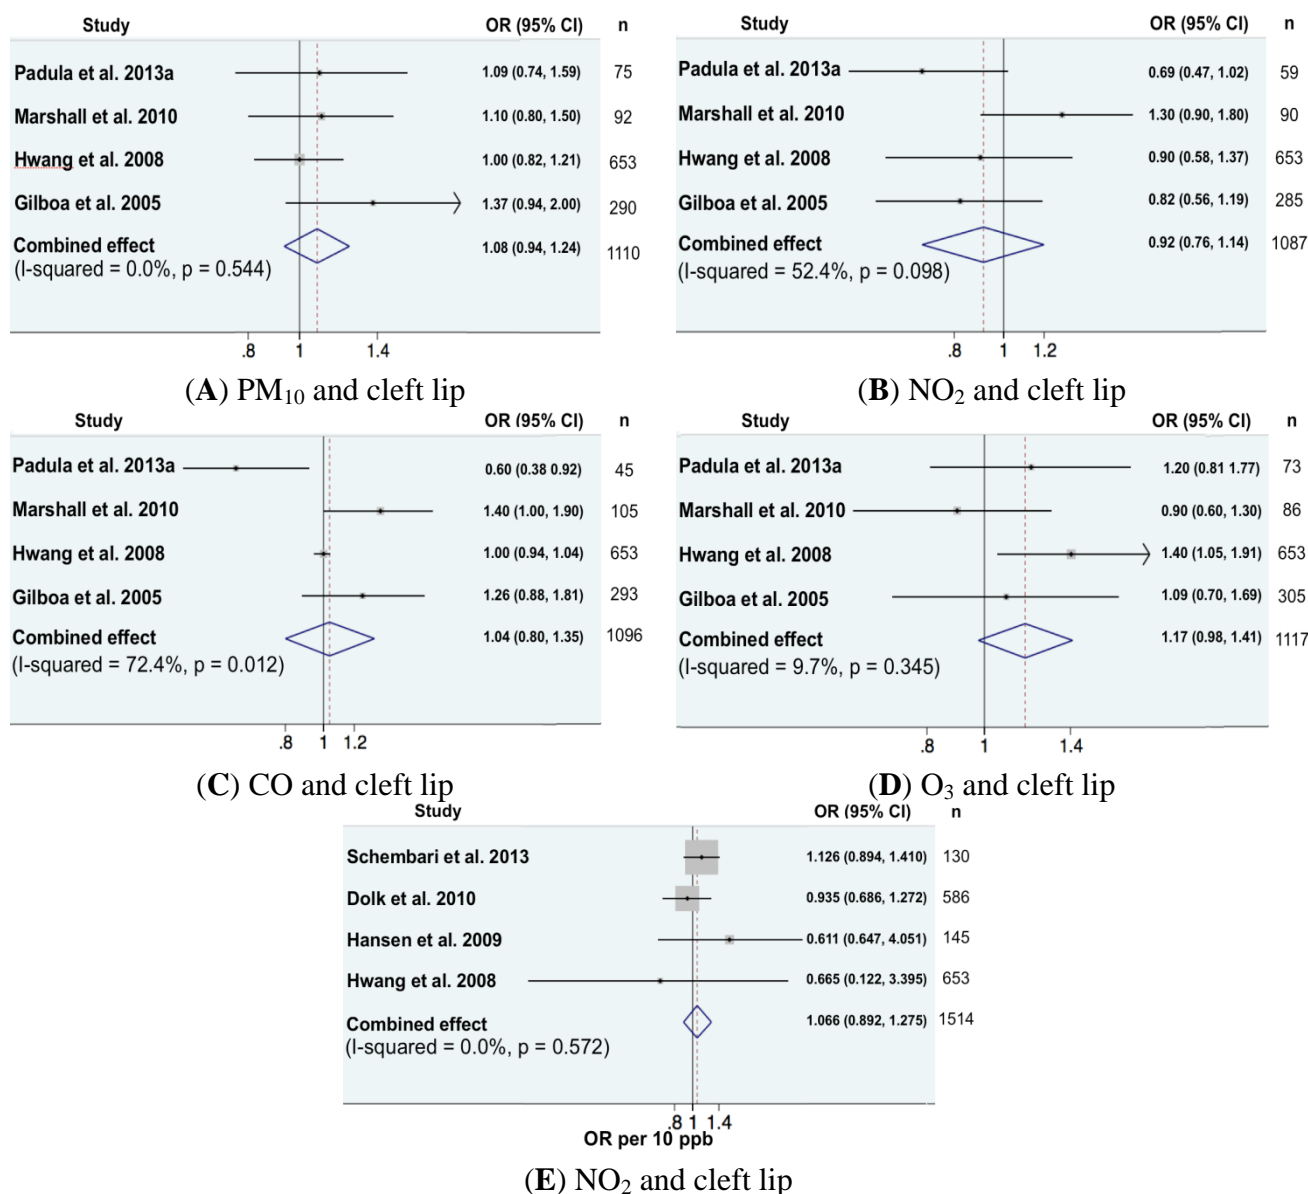 Study OR (95% CI) n
Padula et al. 2013a 1.09 (0.74, 1.59) 75
Marshall et al. 2010 1.10 (0.80, 1.50) 92
Hwang et al. 2008 1.00 (0.82, 1.21) 653
Gilboa et al. 2005 1.37 (0.94, 2.00) 290
Combined effect 1.08 (0.94, 1.24) 1110
(I-squared = 0.0%, p = 0.544)
.8 1 1.4
(A) PM10 and cleft lip
Study OR (95% CI) n
Padula et al. 2013a 0.69 (0.47, 1.02) 59
Marshall et al. 2010 1.30 (0.90, 1.80) 90
Hwang et al. 2008 0.90 (0.58, 1.37) 653
Gilboa et al. 2005 0.82 (0.56, 1.19) 285
Combined effect 0.92 (0.76, 1.14) 1087
(I-squared = 52.4%, p = 0.098)
.8 1 1.2
(B) NO2 and cleft lip
Study OR (95% CI) n
Padula et al. 2013a 0.60 (0.38 0.92) 45
Marshall et al. 2010 1.40 (1.00, 1.90) 105
Hwang et al. 2008 1.00 (0.94, 1.04) 653
Gilboa et al. 2005 1.26 (0.88, 1.81) 293
Combined effect 1.04 (0.80, 1.35) 1096
(I-squared = 72.4%, p = 0.012)
.8 1 1.2
(C) CO and cleft lip
Study OR (95% CI) n
Padula et al. 2013a 1.20 (0.81 1.77) 73
Marshall et al. 2010 0.90 (0.60, 1.30) 86
Hwang et al. 2008 1.40 (1.05, 1.91) 653
Gilboa et al. 2005 1.09 (0.70, 1.69) 305
Combined effect 1.17 (0.98, 1.41) 1117
(I-squared = 9.7%, p = 0.345)
.8 1 1.4
(D) O3 and cleft lip
Study OR (95% CI) n
Schembari et al. 2013 1.126 (0.894, 1.410) 130
Dolk et al. 2010 0.935 (0.686, 1.272) 586
Hansen et al. 2009 0.611 (0.647, 4.051) 145
Hwang et al. 2008 0.665 (0.122, 3.395) 653
Combined effect 1.066 (0.892, 1.275) 1514
(I-squared = 0.0%, p = 0.572)
.8 1 1.4
OR per 10 ppb
(E) NO2 and cleft lip